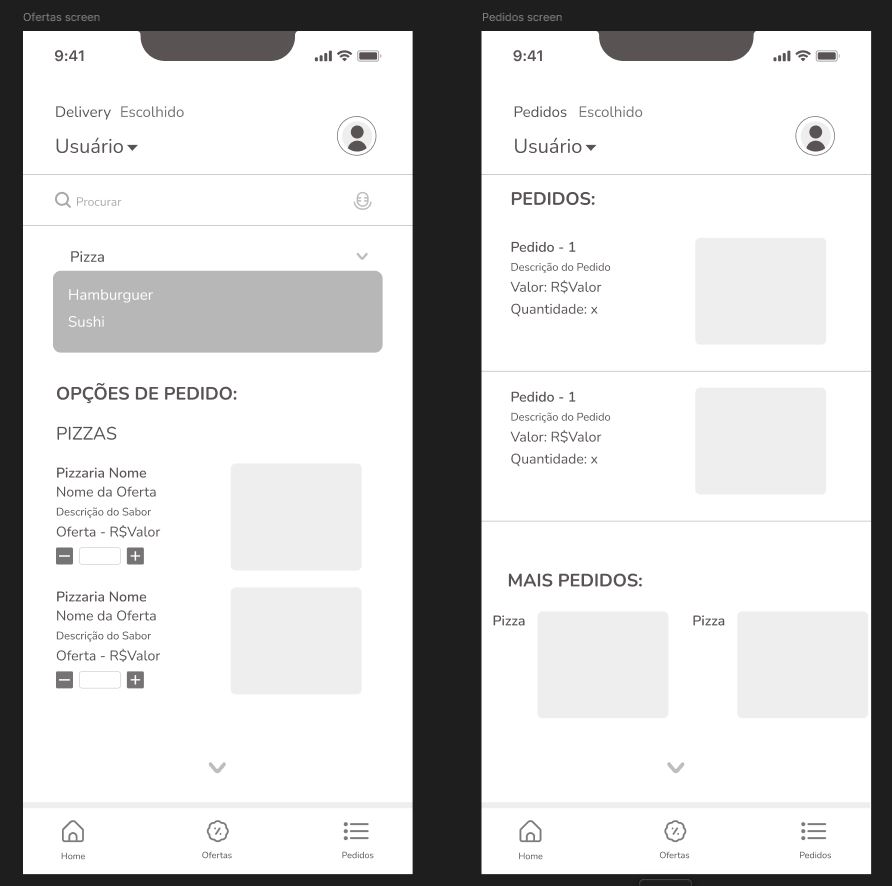 Ofertas screen
9:41
Delivery Escolhido
Usuário
Procurar
Pizza
Hamburguer
Sushi
OPÇÕES DE PEDIDO:
PIZZAS
Pizzaria Nome
Nome da Oferta
Descrição do Sabor
Oferta - R$Valor
Pizzaria Nome
Nome da Oferta
Descrição do Sabor
Oferta - R$Valor
Home
Ofertas
Pedidos
Pedidos screen
9:41
Pedidos Escolhido
Usuário
PEDIDOS:
Pedido - 1
Descrição do Pedido
Valor: R$Valor
Quantidade: x
Pedido - 1
Descrição do Pedido
Valor: R$Valor
Quantidade: x
MAIS PEDIDOS:
Pizza
Pizza
Home
Ofertas
Pedidos